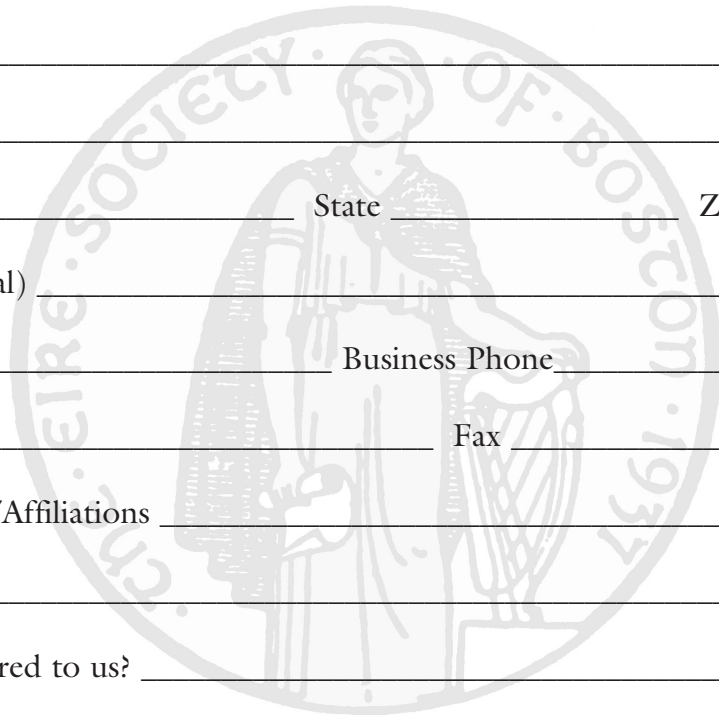 State Z
al)
Business Phone
Fax
/Affiliations
red to us?
THE · EIRE · SOCIETY · OF · BOSTON · 1937 ·